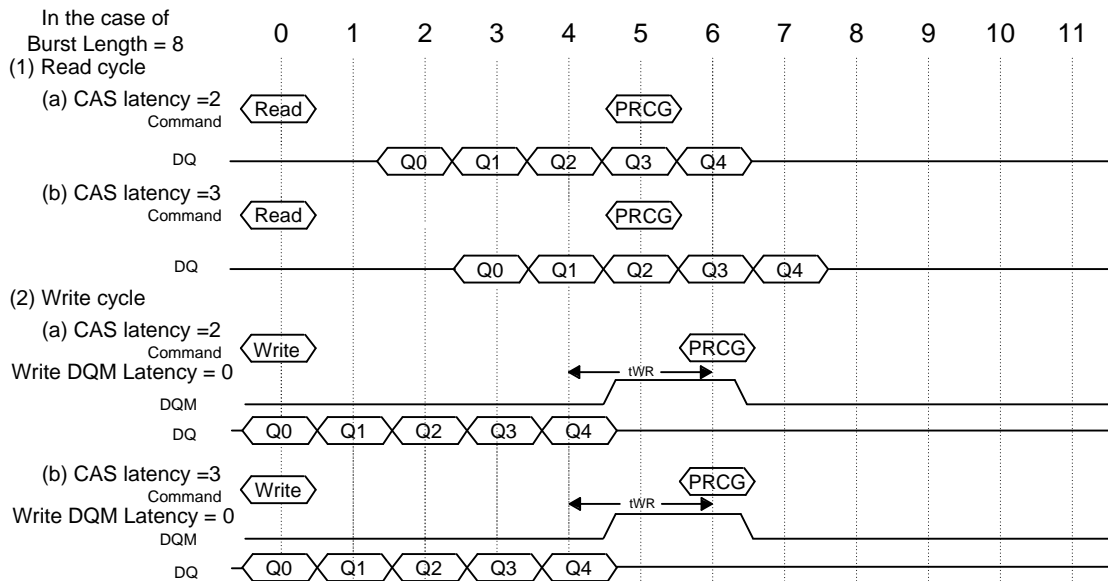 In the case of
Burst Length = 8
0 1 2 3 4 5 6 7 8 9 10 11
(1) Read cycle
(a) CAS latency =2
Command Read PRCG
DQ Q0 Q1 Q2 Q3 Q4
(b) CAS latency =3
Command Read PRCG
DQ Q0 Q1 Q2 Q3 Q4
(2) Write cycle
(a) CAS latency =2
Command Write PRCG
Write DQM Latency = 0 tWR
DQM
DQ Q0 Q1 Q2 Q3 Q4
(b) CAS latency =3
Command Write PRCG
Write DQM Latency = 0 tWR
DQM
DQ Q0 Q1 Q2 Q3 Q4